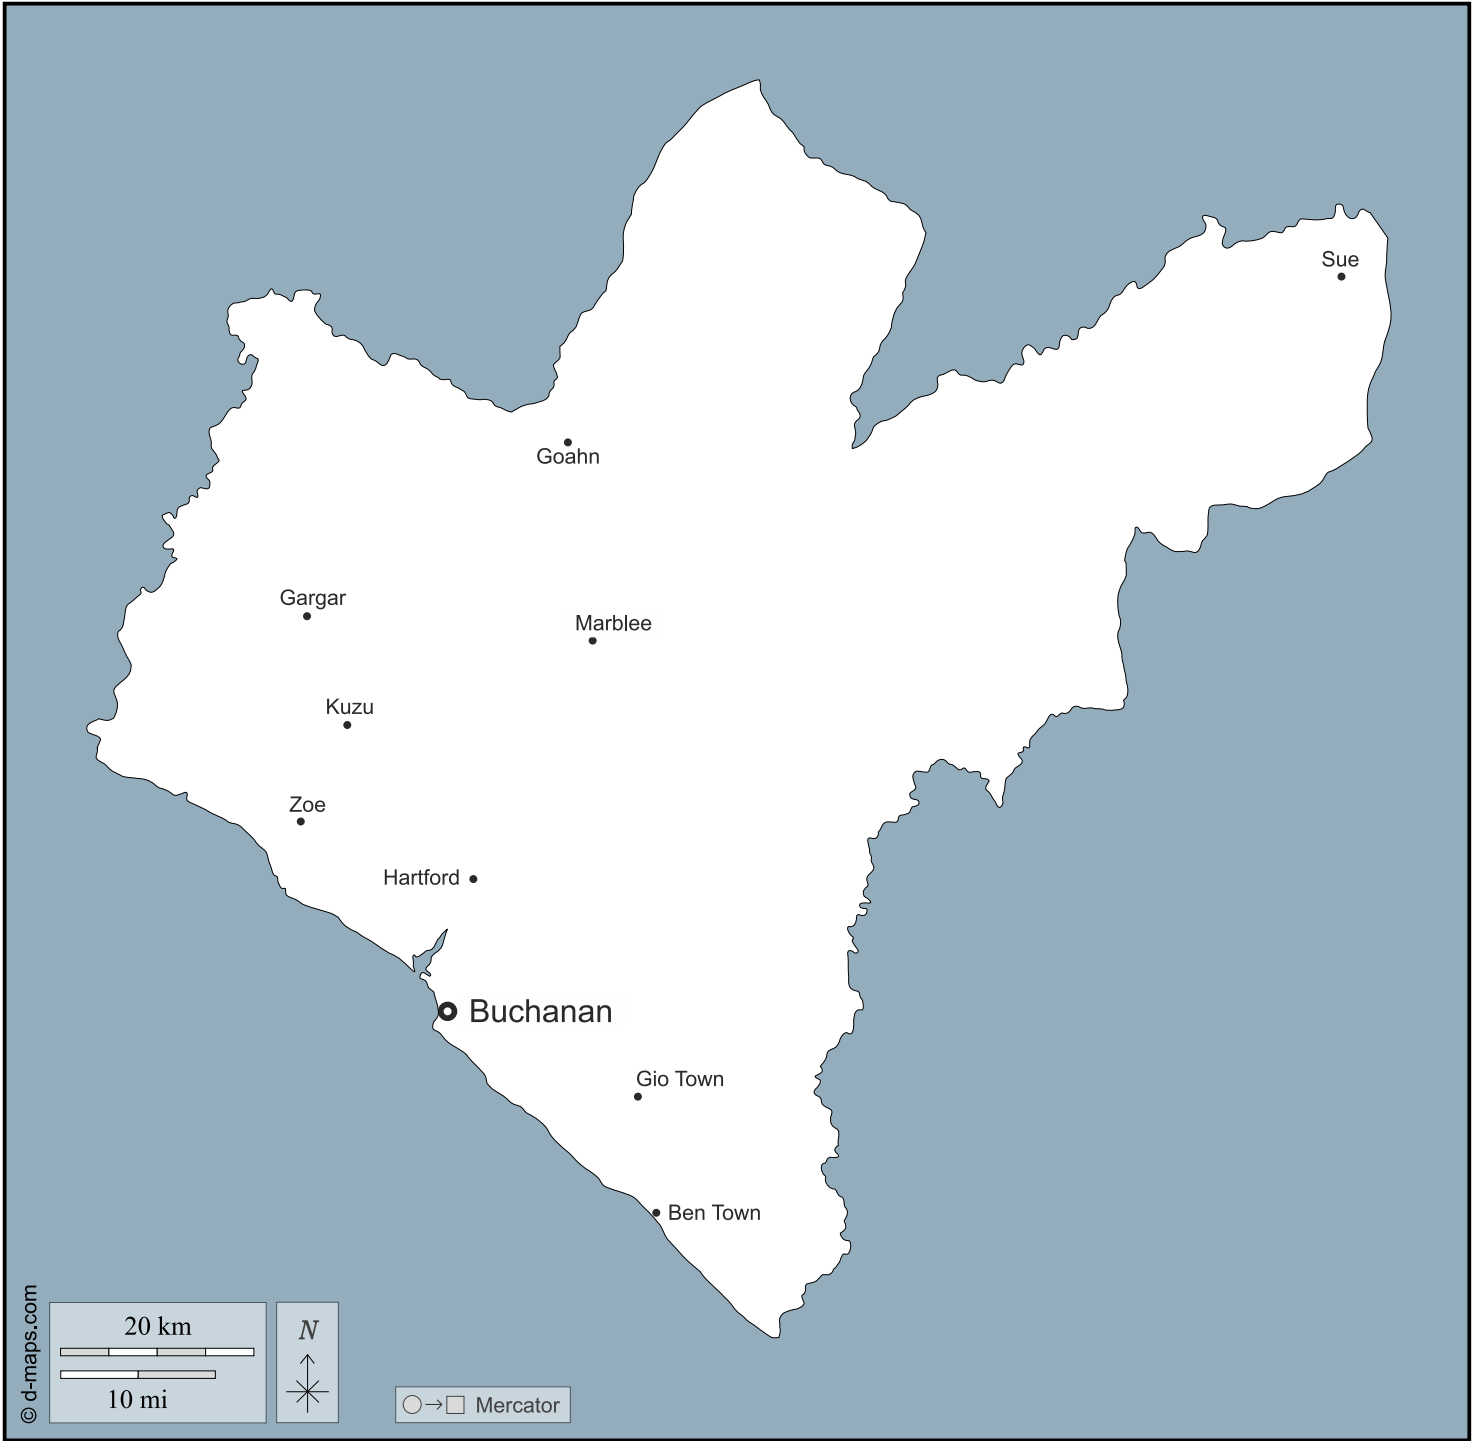 Sue
Goahn
Gargar
Marblee
Kuzu
Zoe
Hartford
Buchanan
Gio Town
Ben Town
© d-maps.com
20 km
10 mi
N
Mercator